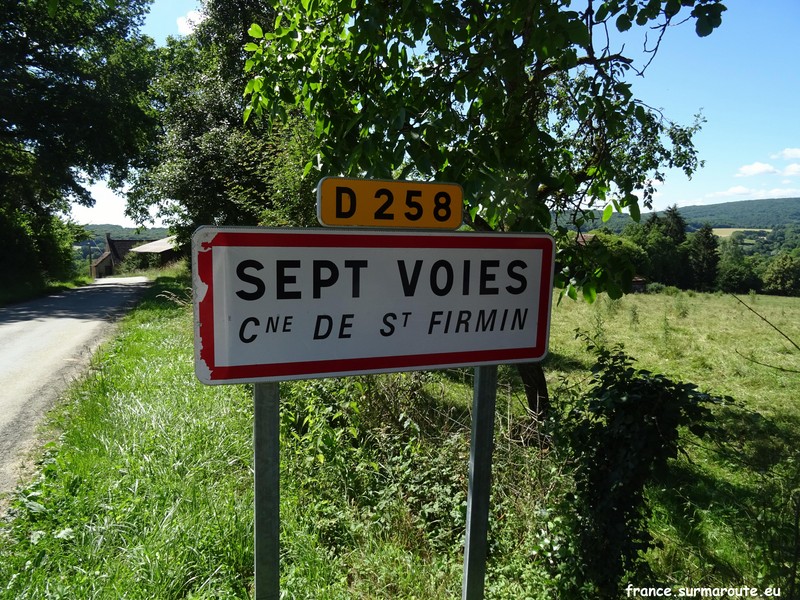 D 258
SEPT VOIES
CNE DE ST FIRMIN
france.surmaroute.eu